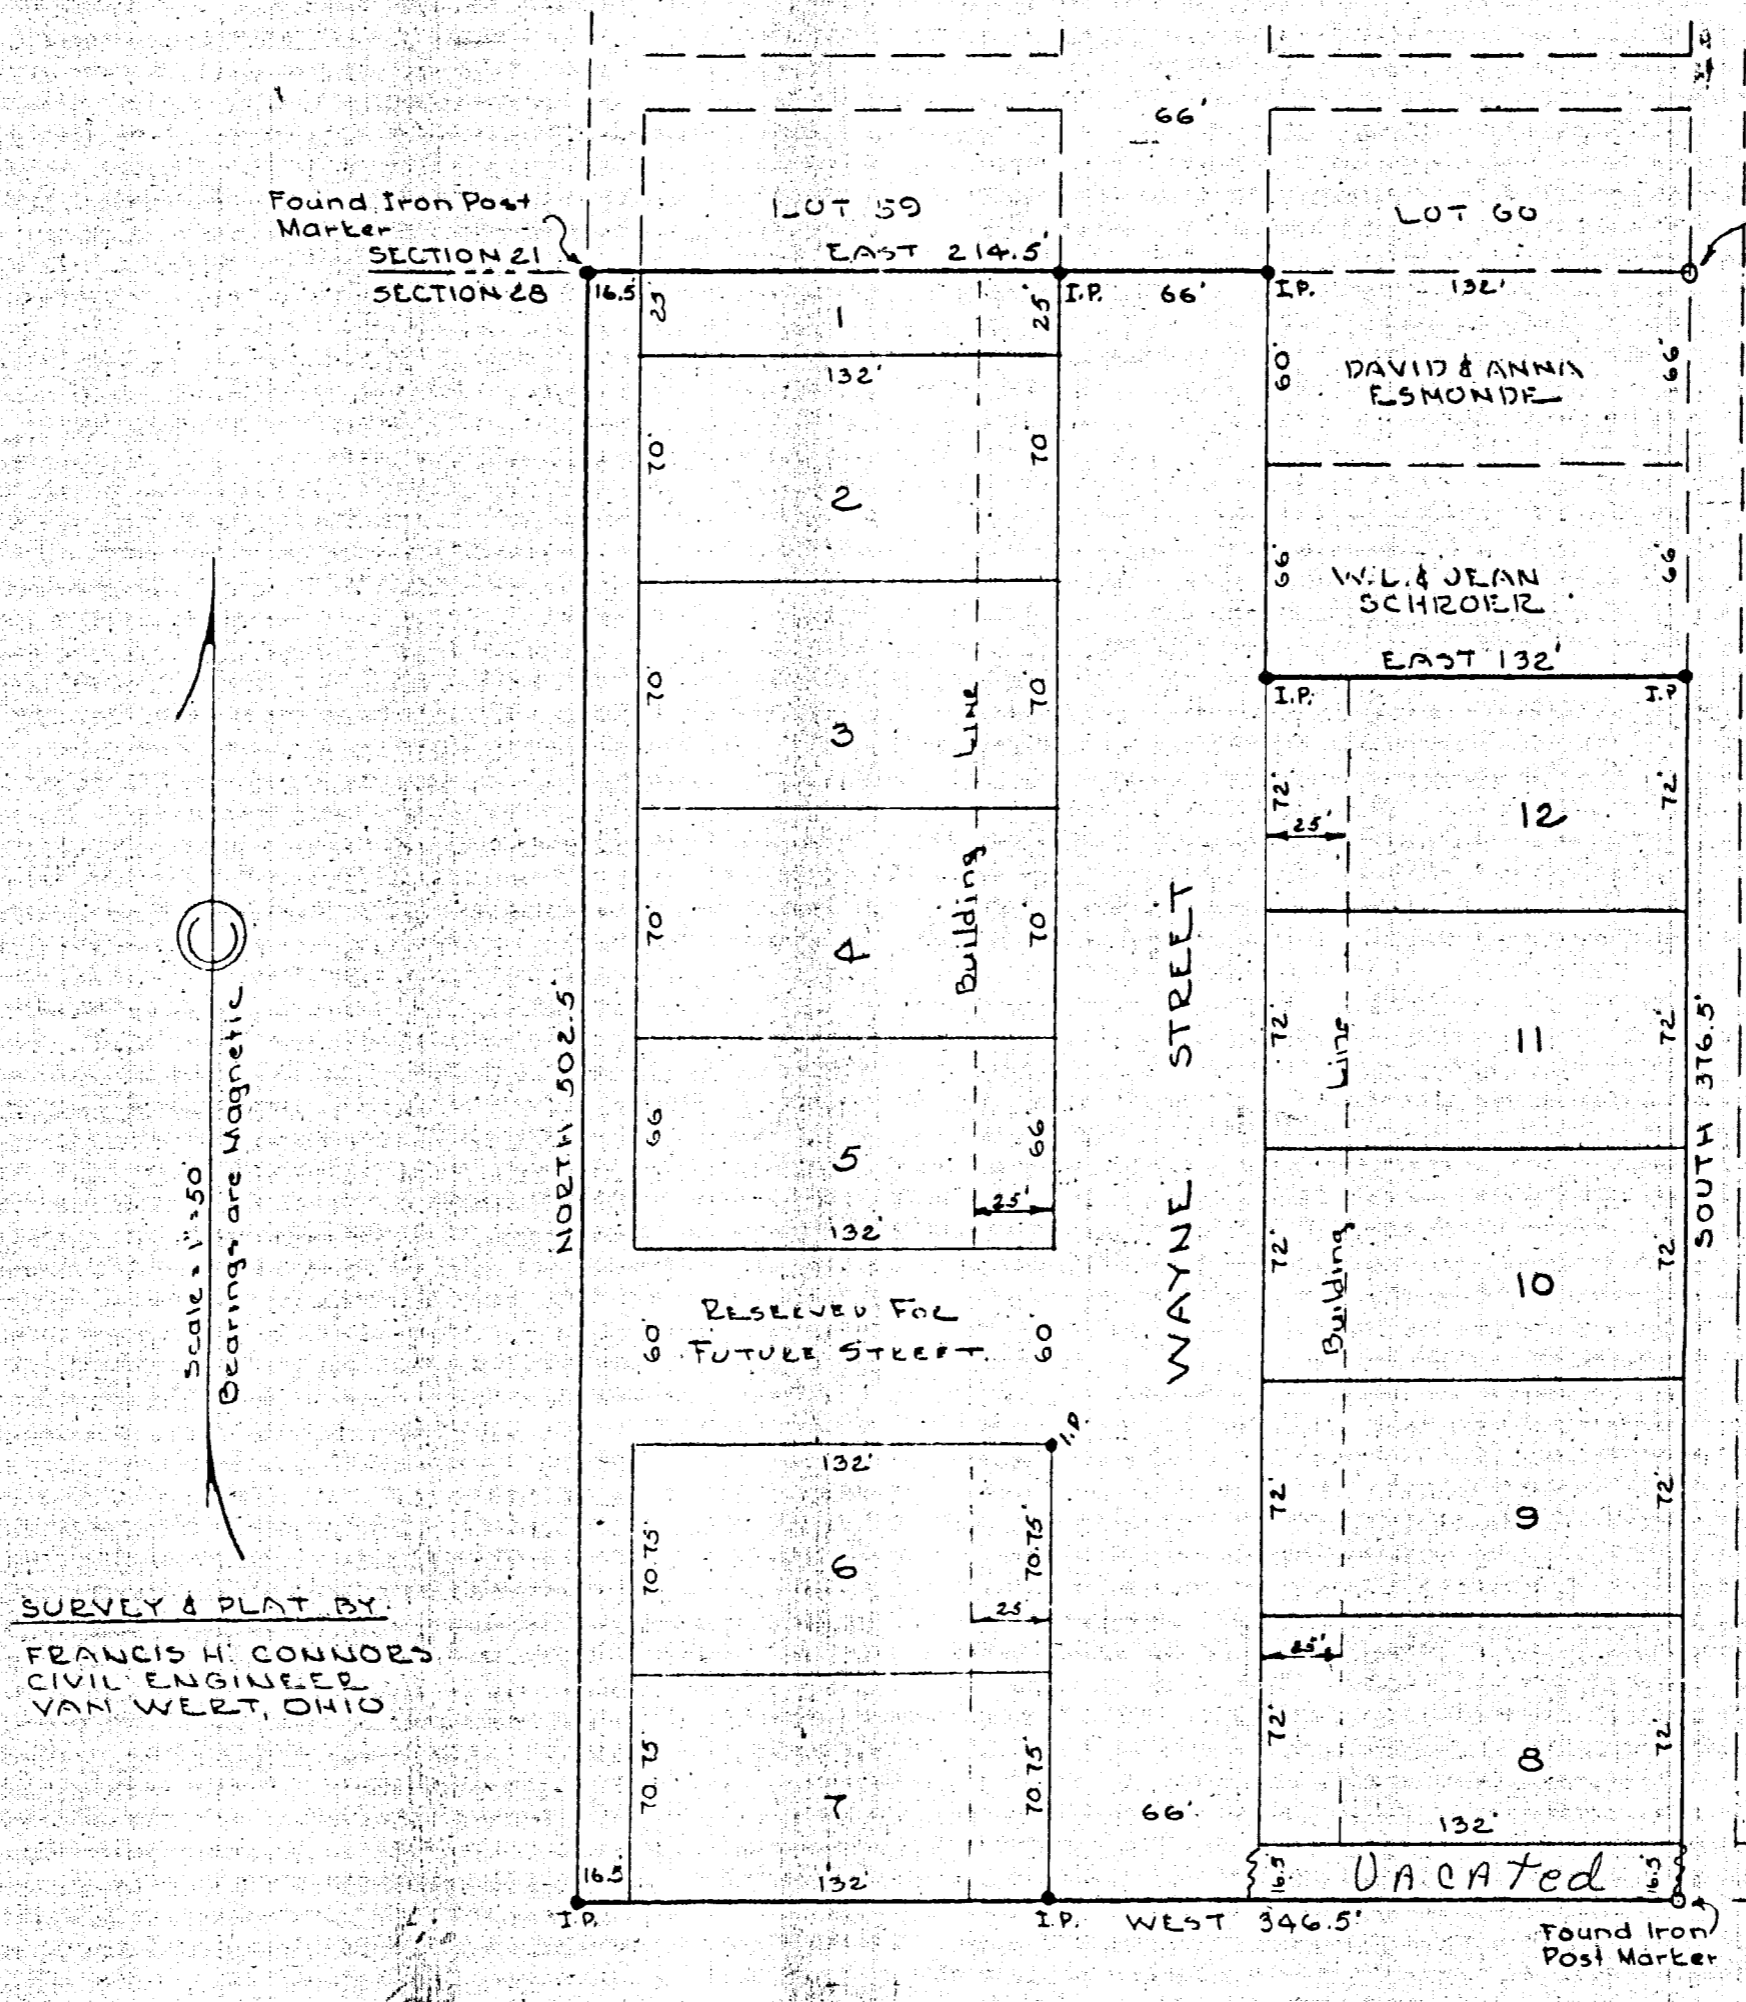 66'
Found Iron Post
Marker
LOT 59
LOT 60
SECTION 21
EAST 214.5'
SECTION 28
16.5'
25'
1
25'
I.P.
66'
I.P.
132'
132'
60'
DAVID & ANNA
ESMONDE
66'
70'
2
70'
66'
W.L. & JEAN
SCHROER
66'
EAST 132'
I.P.
I.P.
70'
3
70'
Building Line
72'
25'
12
72'
70'
4
70'
WAYNE STREET
NORTH 502.5'
72'
11
72'
SOUTH 376.5'
Building Line
66'
5
66'
25'
132'
72'
10
72'
Scale = 1"=50'
Bearings are Magnetic
RESERVED FOR
FUTURE STREET
60'
60'
I.P.
132'
72'
9
72'
70.75'
6
70.75'
25'
SURVEY & PLAT BY
FRANCIS H. CONNORS
CIVIL ENGINEER
VAN WERT, OHIO
25'
72'
8
72'
70.75'
7
70.75'
66'
132'
16.5'
132'
16.5'
VACATed
16.5'
I.P.
I.P.
WEST 346.5'
Found Iron
Post Marker